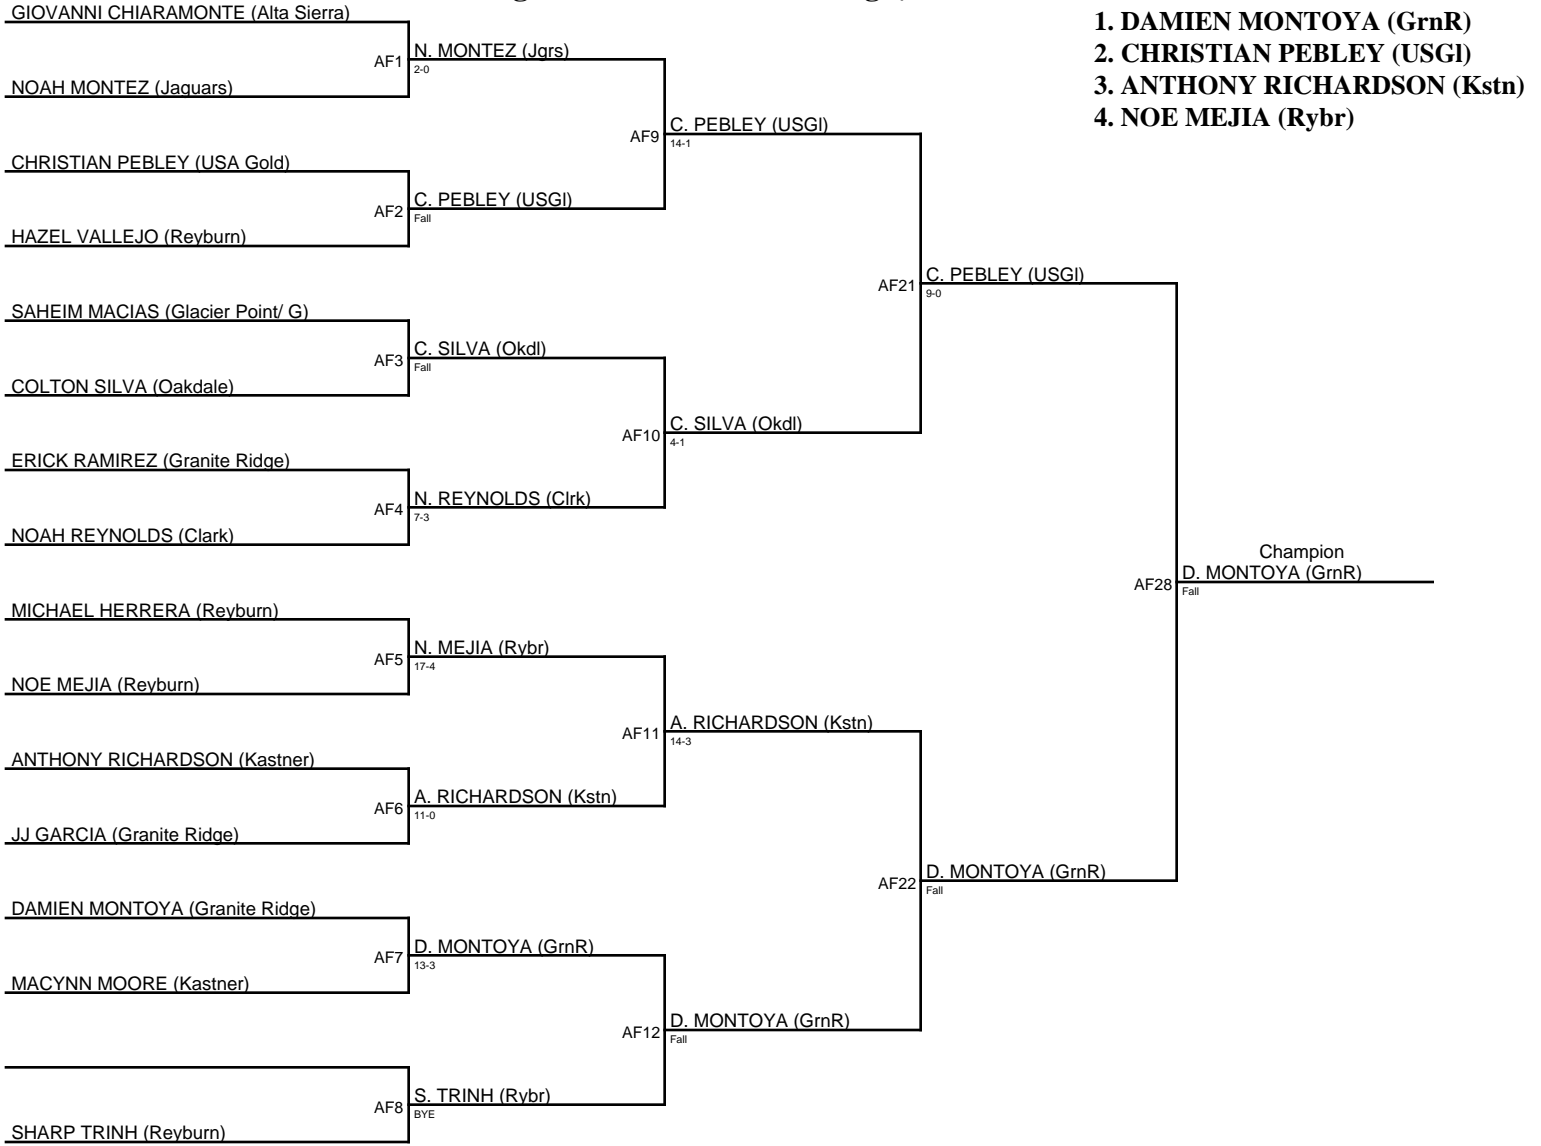 GIOVANNI CHIARAMONTE (Alta Sierra)
AF1
N. MONTEZ (Jgrs)
2-0
NOAH MONTEZ (Jaguars)
AF9
C. PEBLEY (USGl)
14-1
CHRISTIAN PEBLEY (USA Gold)
AF2
C. PEBLEY (USGl)
Fall
HAZEL VALLEJO (Reyburn)
AF21
C. PEBLEY (USGl)
9-0
SAHEIM MACIAS (Glacier Point/ G)
AF3
C. SILVA (Okdl)
Fall
COLTON SILVA (Oakdale)
AF10
C. SILVA (Okdl)
4-1
ERICK RAMIREZ (Granite Ridge)
AF4
N. REYNOLDS (Clrk)
7-3
NOAH REYNOLDS (Clark)
Champion
AF28
D. MONTOYA (GrnR)
Fall
MICHAEL HERRERA (Reyburn)
AF5
N. MEJIA (Rybr)
17-4
NOE MEJIA (Reyburn)
AF11
A. RICHARDSON (Kstn)
14-3
ANTHONY RICHARDSON (Kastner)
AF6
A. RICHARDSON (Kstn)
11-0
JJ GARCIA (Granite Ridge)
AF22
D. MONTOYA (GrnR)
Fall
DAMIEN MONTOYA (Granite Ridge)
AF7
D. MONTOYA (GrnR)
13-3
MACYNN MOORE (Kastner)
AF12
D. MONTOYA (GrnR)
Fall
AF8
S. TRINH (Rybr)
BYE
SHARP TRINH (Reyburn)
1. DAMIEN MONTOYA (GrnR)
2. CHRISTIAN PEBLEY (USGl)
3. ANTHONY RICHARDSON (Kstn)
4. NOE MEJIA (Rybr)